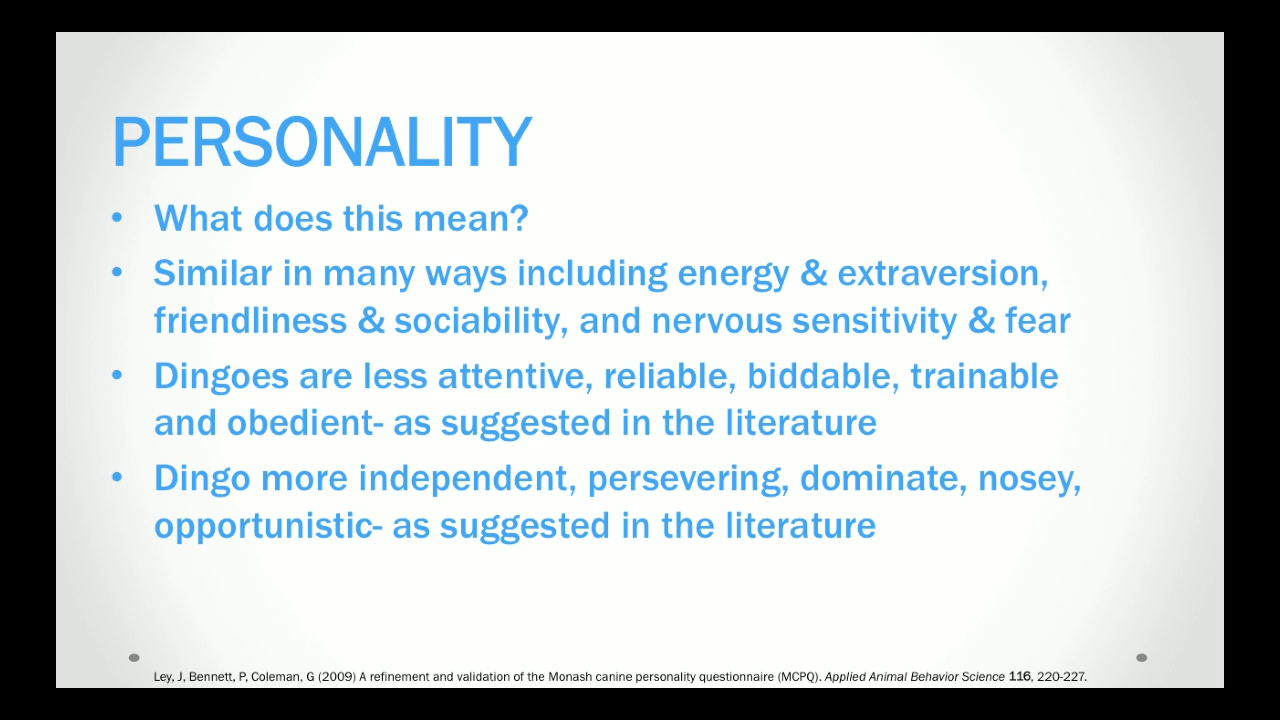 PERSONALITY
• What does this mean?
• Similar in many ways including energy & extraversion,
friendliness & sociability, and nervous sensitivity & fear
• Dingoes are less attentive, reliable, biddable, trainable
and obedient- as suggested in the literature
• Dingo more independent, persevering, dominate, nosey,
opportunistic- as suggested in the literature
Ley, J, Bennett, P, Coleman, G (2009) A refinement and validation of the Monash canine personality questionnaire (MCPQ). Applied Animal Behavior Science 116, 220-227.